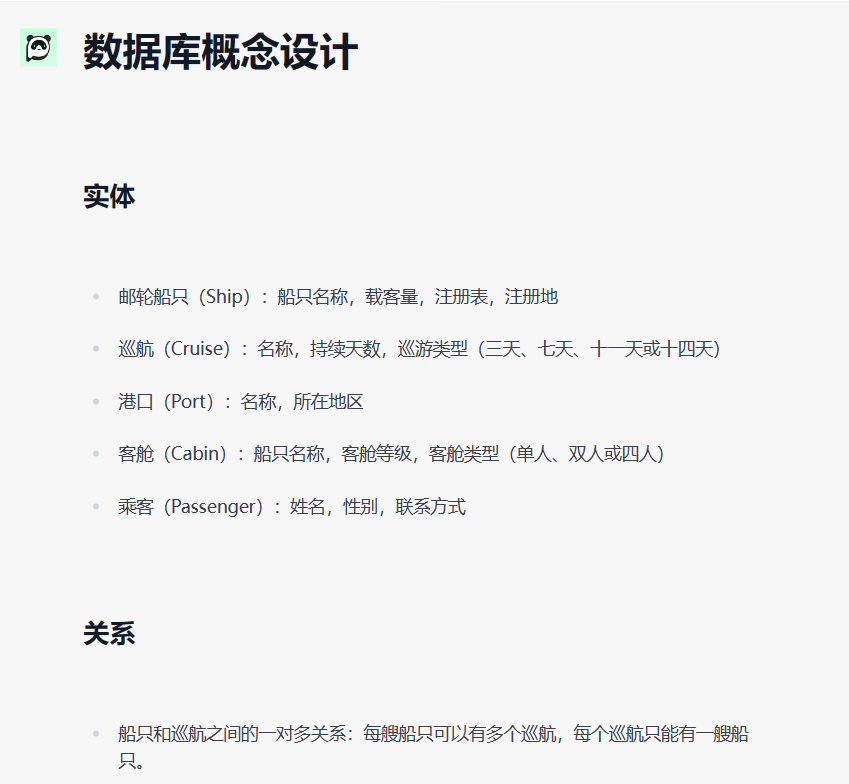 数据库概念设计
实体
邮轮船只（Ship）：船只名称，载客量，注册表，注册地
巡航（Cruise）：名称，持续天数，巡游类型（三天、七天、十一天或十四天）
港口（Port）：名称，所在地区
客舱（Cabin）：船只名称，客舱等级，客舱类型（单人、双人或四人）
乘客（Passenger）：姓名，性别，联系方式
关系
船只和巡航之间的一对多关系：每艘船只可以有多个巡航，每个巡航只能有一艘船
只。